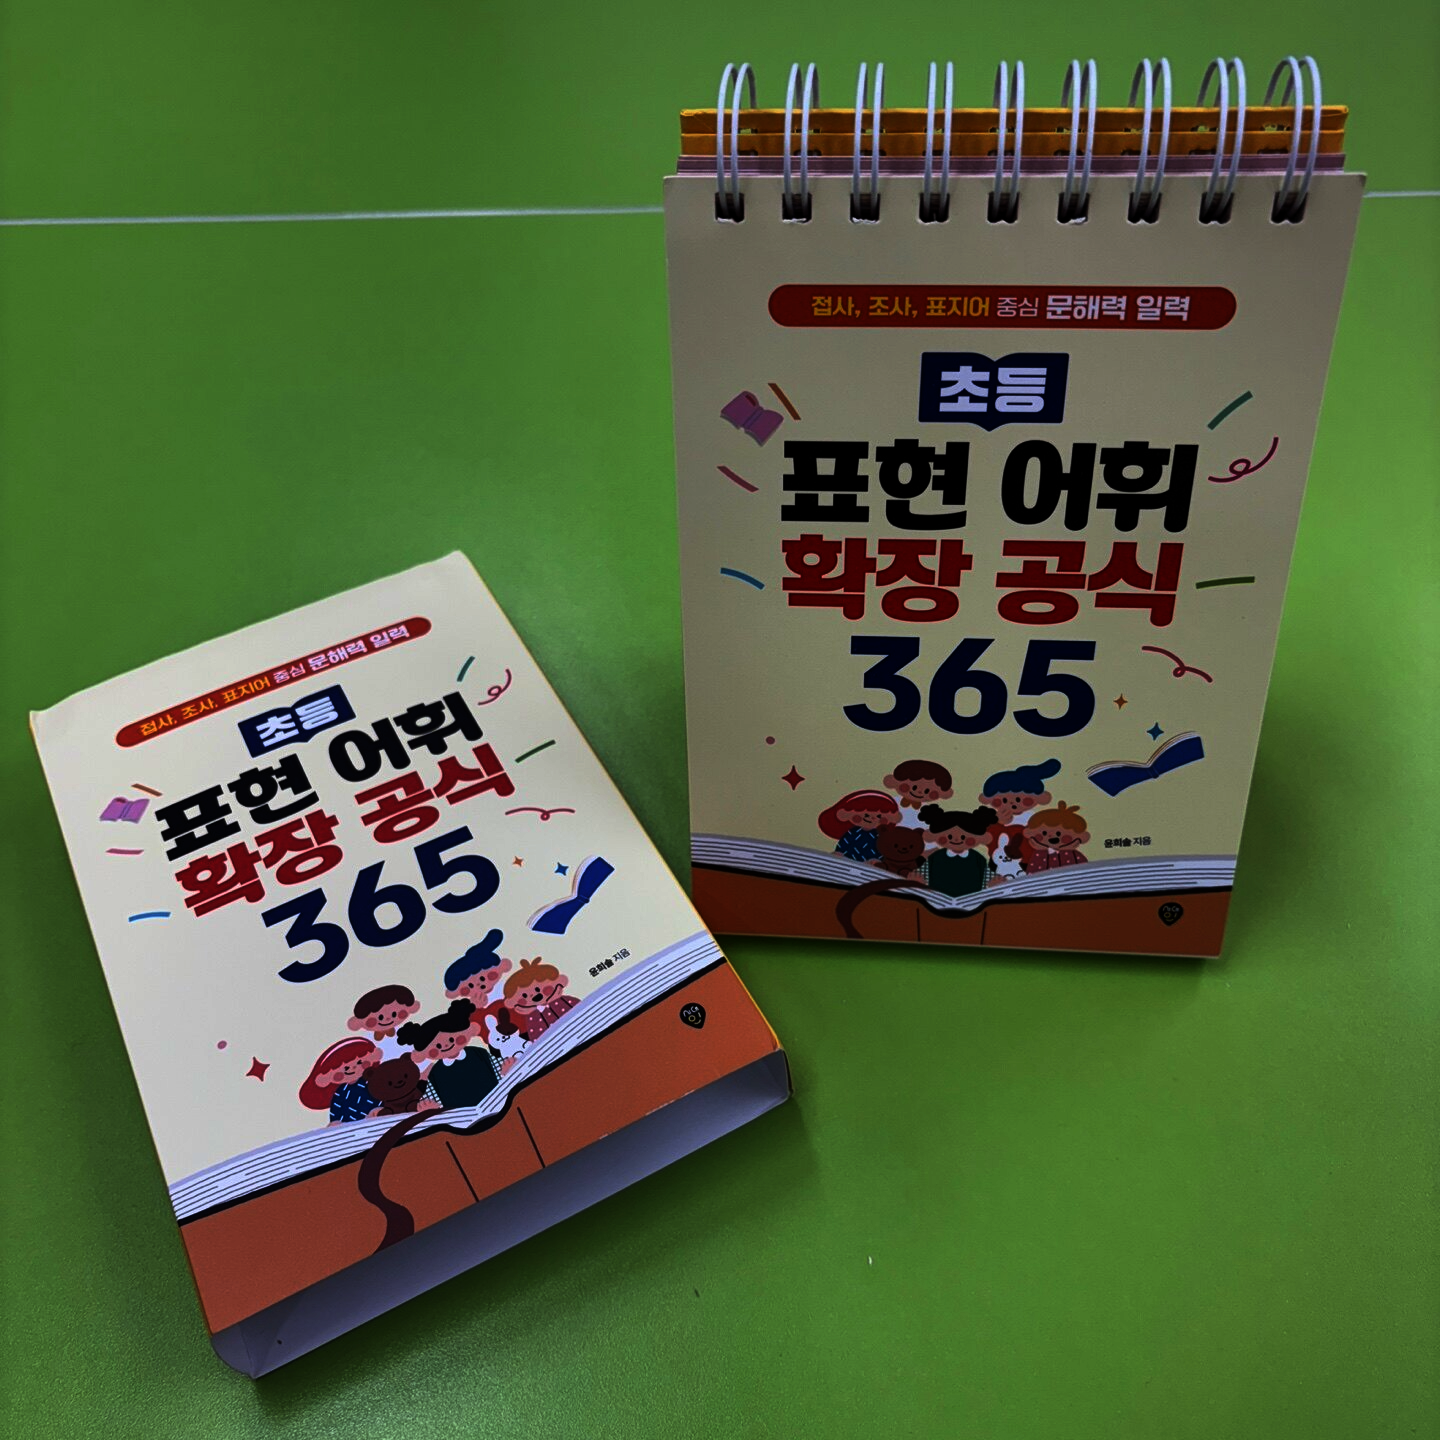 접사, 조사, 표지어 중심 문해력 일력
초등
표현 어휘
확장 공식
365
윤희솔 지음
접사, 조사, 표지어 중심 문해력 일력
초등
표현 어휘
확장 공식
365
윤희솔 지음